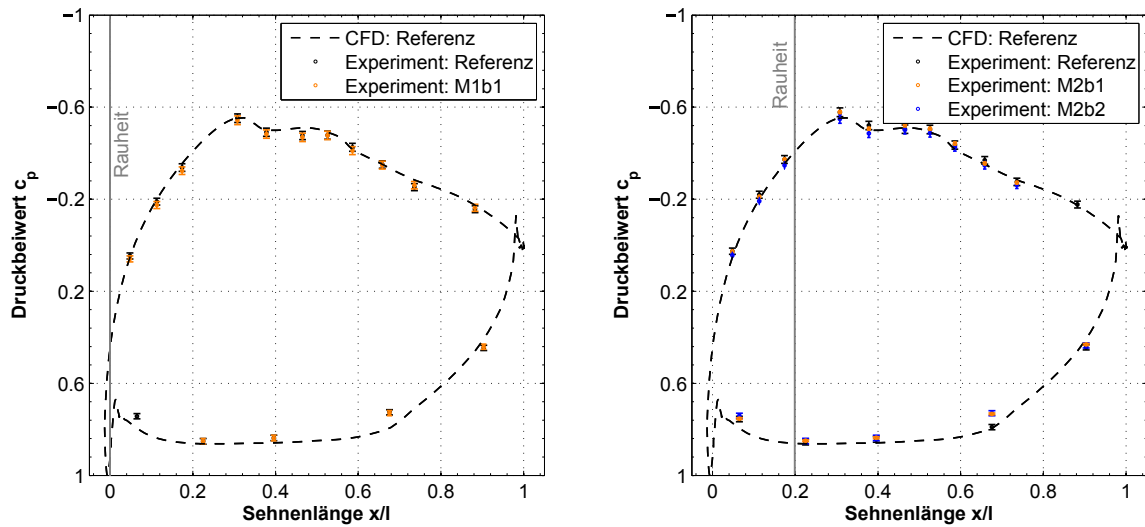 CFD: Referenz
Experiment: Referenz
Experiment: M1b1
Rauheit
−1
−0.6
−0.2
0.2
0.6
1
Druckbeiwert c_p
0 0.2 0.4 0.6 0.8 1
Sehnenlänge x/l
CFD: Referenz
Experiment: Referenz
Experiment: M2b1
Experiment: M2b2
Rauheit
−1
−0.6
−0.2
0.2
0.6
1
Druckbeiwert c_p
0 0.2 0.4 0.6 0.8 1
Sehnenlänge x/l